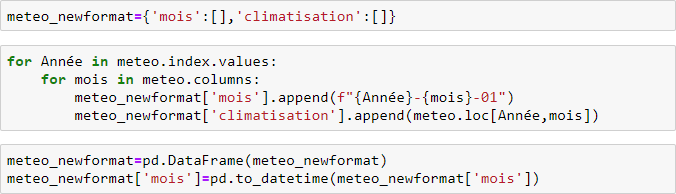 meteo_newformat={'mois':[],'climatisation':[]}
for Année in meteo.index.values:
    for mois in meteo.columns:
        meteo_newformat['mois'].append(f"{Année}-{mois}-01")
        meteo_newformat['climatisation'].append(meteo.loc[Année,mois])
meteo_newformat=pd.DataFrame(meteo_newformat)
meteo_newformat['mois']=pd.to_datetime(meteo_newformat['mois'])